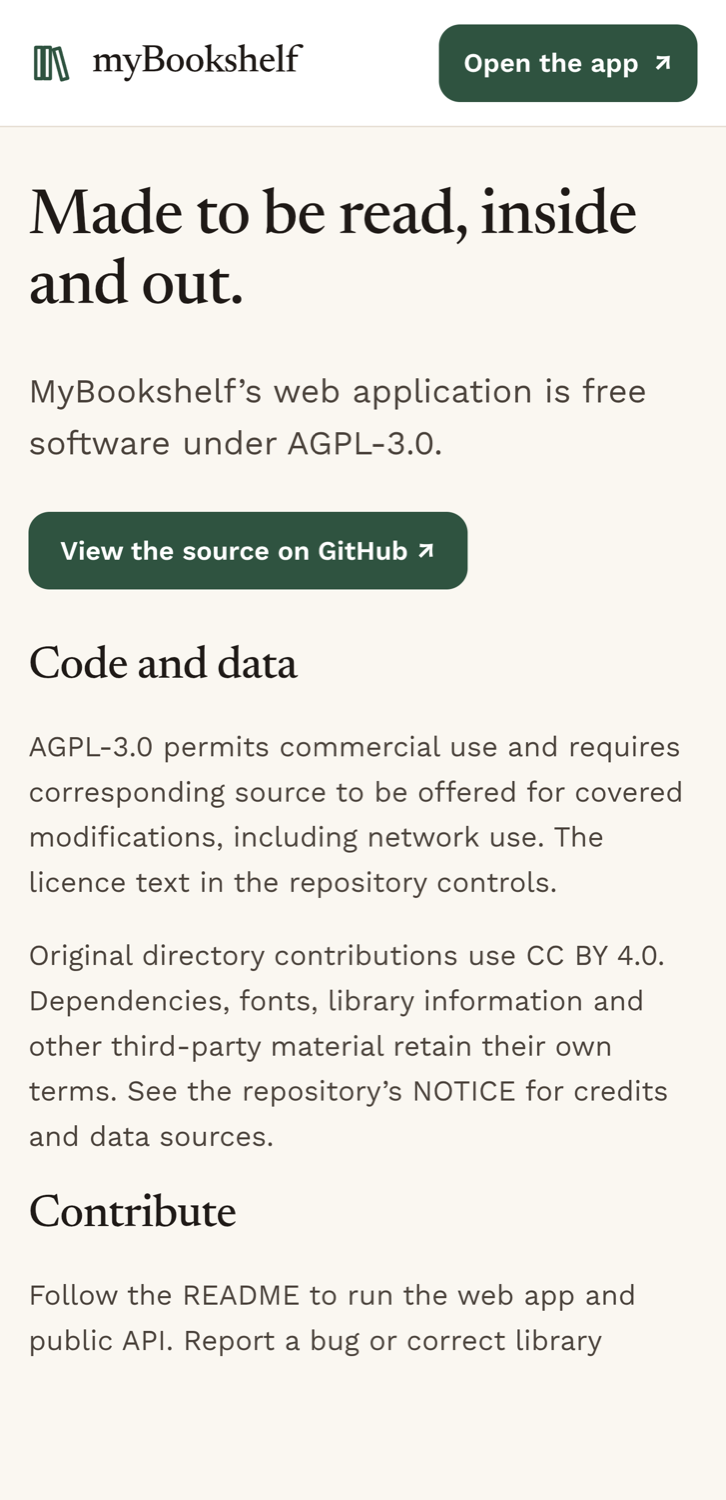 myBookshelf
Open the app ↗
Made to be read, inside
and out.
MyBookshelf’s web application is free
software under AGPL-3.0.
View the source on GitHub ↗
Code and data
AGPL-3.0 permits commercial use and requires
corresponding source to be offered for covered
modifications, including network use. The
licence text in the repository controls.
Original directory contributions use CC BY 4.0.
Dependencies, fonts, library information and
other third-party material retain their own
terms. See the repository’s NOTICE for credits
and data sources.
Contribute
Follow the README to run the web app and
public API. Report a bug or correct library